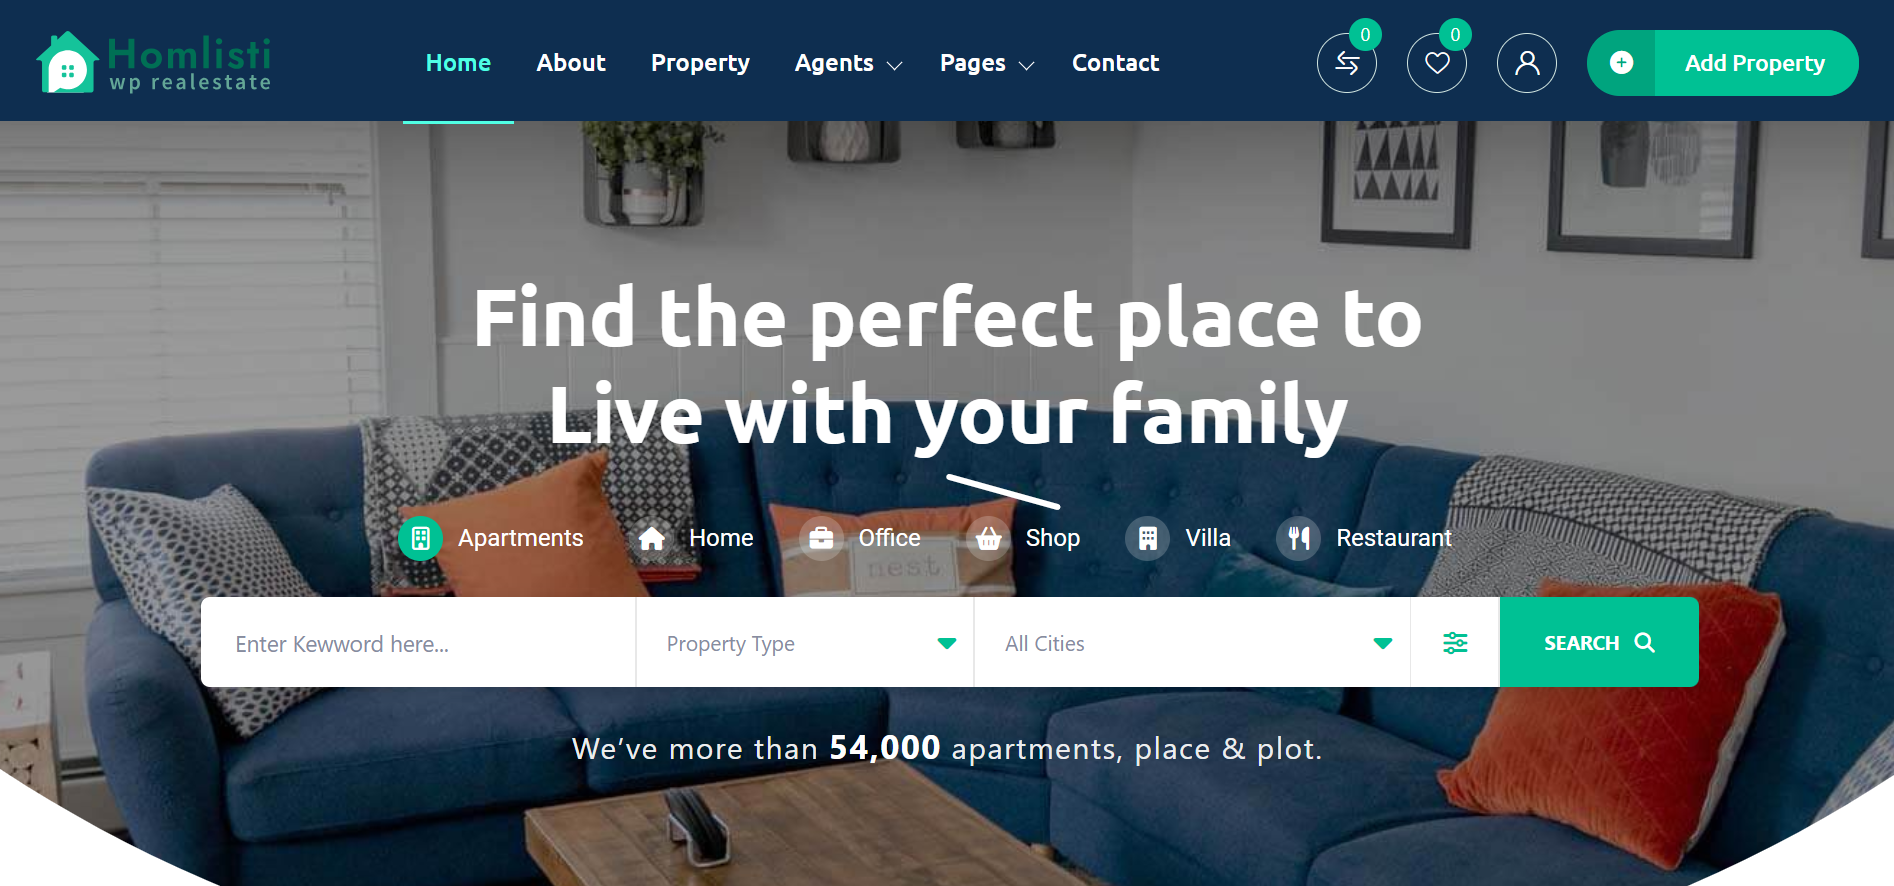 Homlisti
wp realestate
Home About Property Agents Pages Contact
0 0
Add Property
Find the perfect place to
Live with your family
Apartments Home Office Shop Villa Restaurant
nest
Enter Kewword here... Property Type All Cities SEARCH
We’ve more than 54,000 apartments, place & plot.